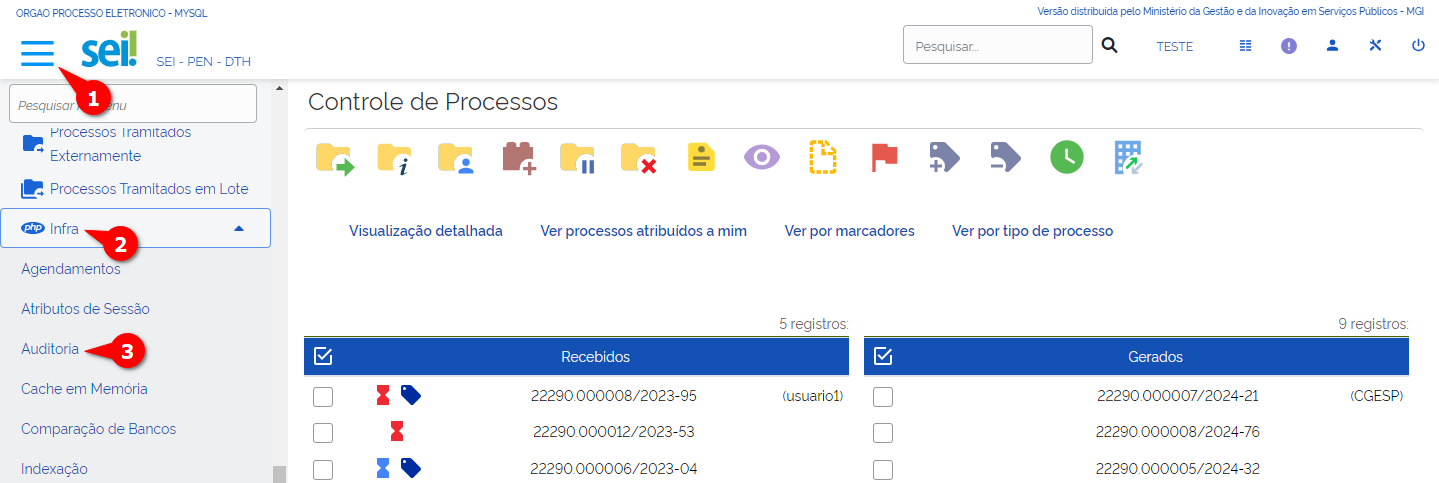 ORGAO PROCESSO ELETRONICO - MYSQL
Versão distribuída pelo Ministério da Gestão e da Inovação em Serviços Públicos - MGI
sei!
SEI - PEN - DTH
Pesquisar...
TESTE
1
Pesquisar
Processos Tramitados
Externamente
Processos Tramitados em Lote
php Infra
2
Agendamentos
Atributos de Sessão
Auditoria
3
Cache em Memória
Comparação de Bancos
Indexação
Controle de Processos
Visualização detalhada
Ver processos atribuídos a mim
Ver por marcadores
Ver por tipo de processo
5 registros:
Recebidos
22290.000008/2023-95 (usuario1)
22290.000012/2023-53
22290.000006/2023-04
9 registros:
Gerados
22290.000007/2024-21 (CGESP)
22290.000008/2024-76
22290.000005/2024-32